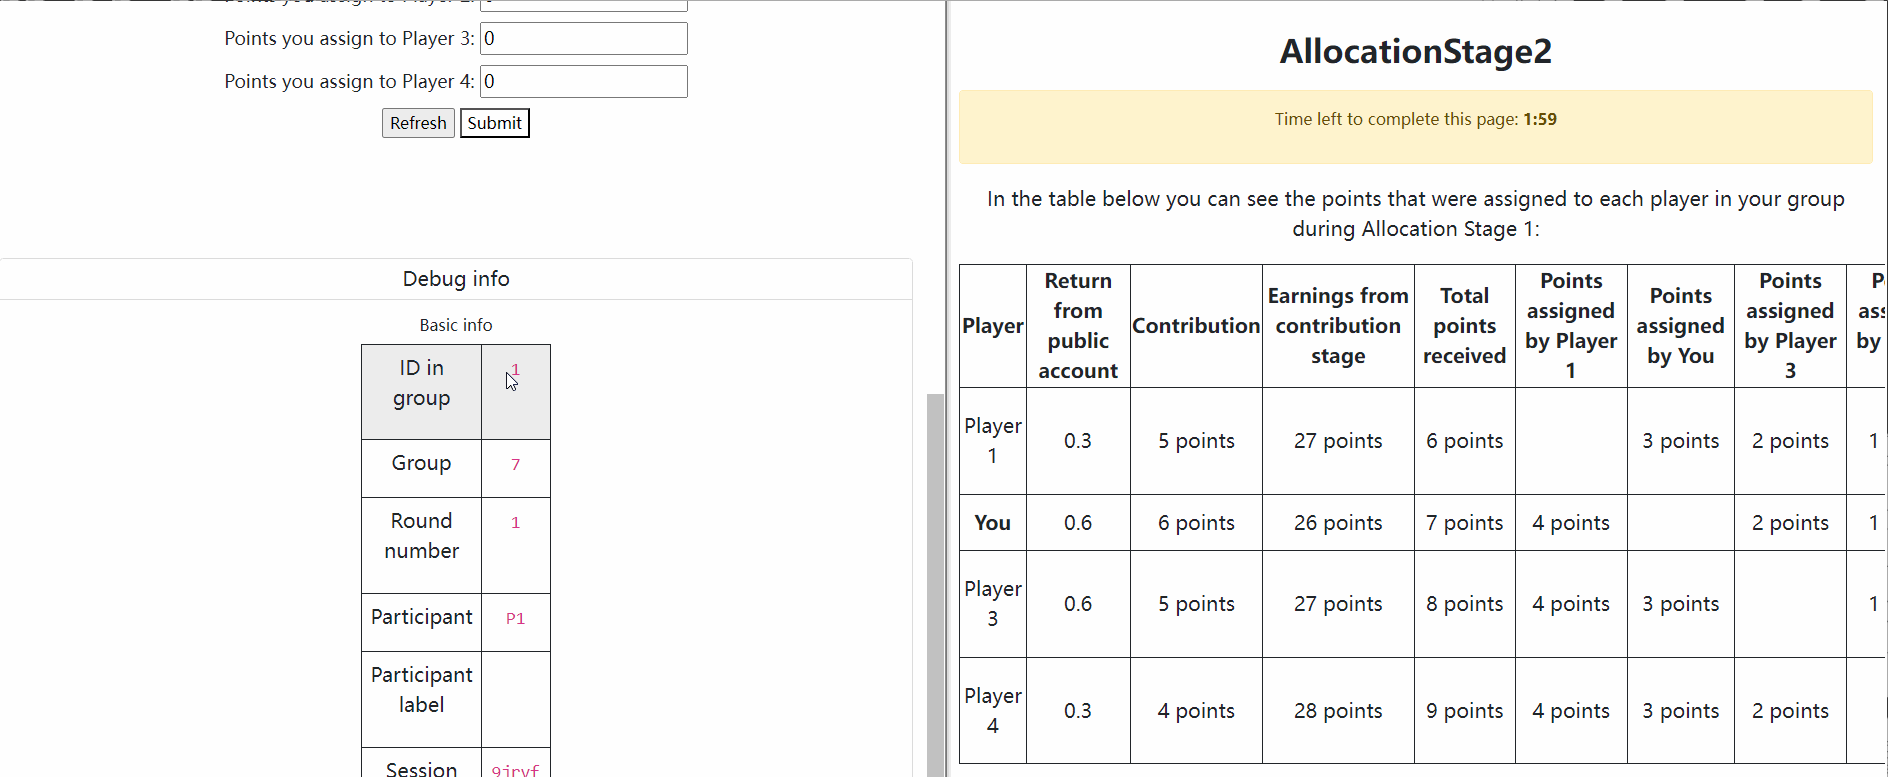 Points you assign to Player 3: 0
Points you assign to Player 4: 0
Refresh Submit
Debug info
Basic info
ID in group 1
Group 7
Round number 1
Participant P1
Participant label
Session
AllocationStage2
Time left to complete this page: 1:59
In the table below you can see the points that were assigned to each player in your group
during Allocation Stage 1:
Player Return from public account Contribution Earnings from contribution stage Total points received Points assigned by Player 1 Points assigned by You Points assigned by Player 3 by
Player 1 0.3 5 points 27 points 6 points 3 points 2 points 1
You 0.6 6 points 26 points 7 points 4 points 2 points 1
Player 3 0.6 5 points 27 points 8 points 4 points 3 points 1
Player 4 0.3 4 points 28 points 9 points 4 points 3 points 2 points